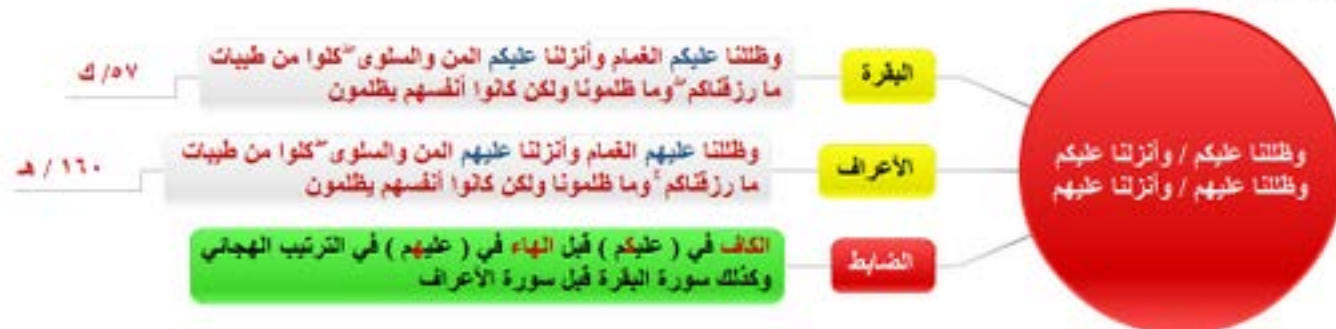 وظللنا عليكم / وأنزلنا عليكم
وظللنا عليهم / وأنزلنا عليهم
البقرة
وظللنا عليكم الغمام وأنزلنا عليكم المن والسلوى ۖ كلوا من طيبات
ما رزقناكم ۖ وما ظلمونا ولكن كانوا أنفسهم يظلمون
٥٧/ ك
الأعراف
وظللنا عليهم الغمام وأنزلنا عليهم المن والسلوى ۖ كلوا من طيبات
ما رزقناكم ۚ وما ظلمونا ولكن كانوا أنفسهم يظلمون
١٦٠ / هـ
الضابط
الكاف في ( عليكم ) قبل الهاء في ( عليهم ) في الترتيب الهجائي
وكذلك سورة البقرة قبل سورة الأعراف